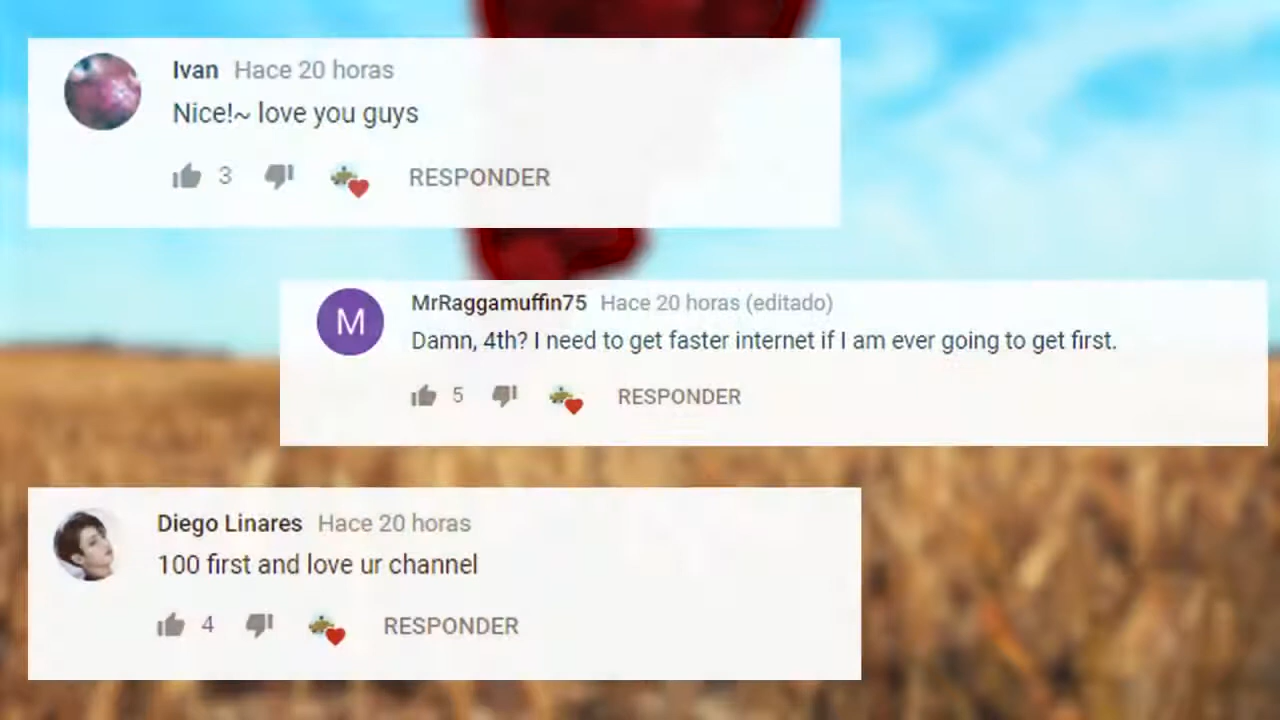 Ivan Hace 20 horas
Nice!~ love you guys
3 RESPONDER
M
MrRaggamuffin75 Hace 20 horas (editado)
Damn, 4th? I need to get faster internet if I am ever going to get first.
5 RESPONDER
Diego Linares Hace 20 horas
100 first and love ur channel
4 RESPONDER